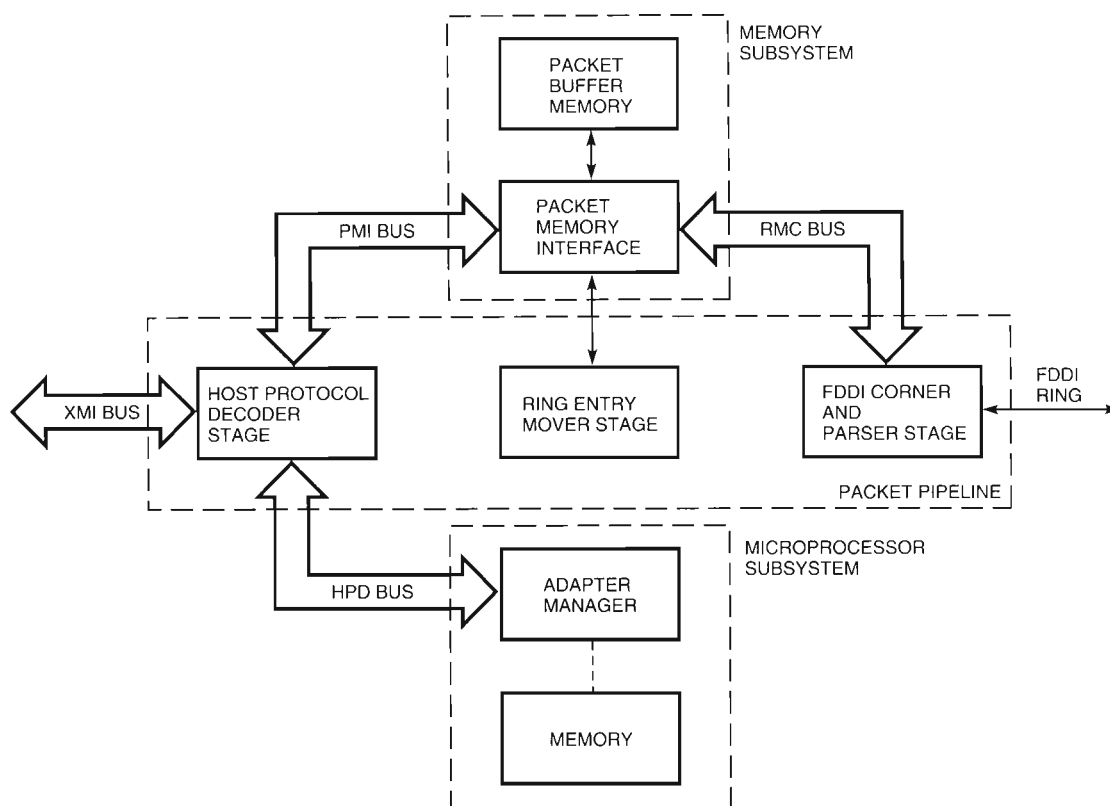 MEMORY
SUBSYSTEM
PACKET
BUFFER
MEMORY
PACKET
MEMORY
INTERFACE
PMI BUS
RMC BUS
XMI BUS
HOST PROTOCOL
DECODER
STAGE
RING ENTRY
MOVER STAGE
FDDI CORNER
AND
PARSER STAGE
FDDI
RING
PACKET PIPELINE
MICROPROCESSOR
SUBSYSTEM
HPD BUS
ADAPTER
MANAGER
MEMORY